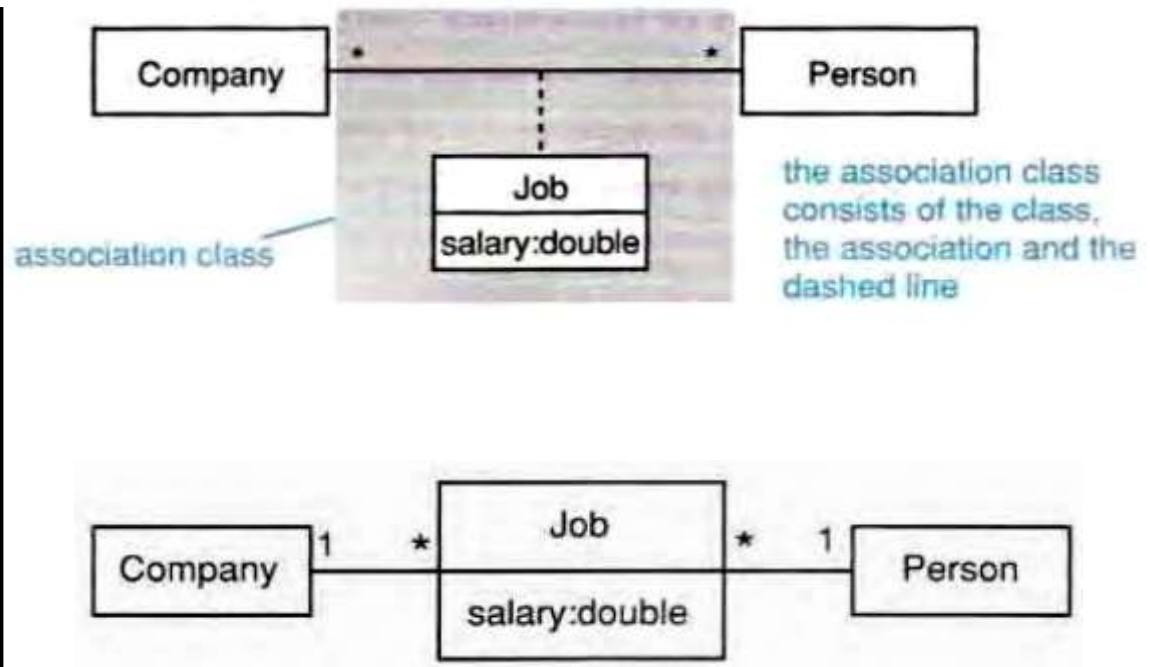 Company
*
*
Person
Job
salary:double
association class
the association class
consists of the class,
the association and the
dashed line
Company
1
*
Job
salary:double
*
1
Person